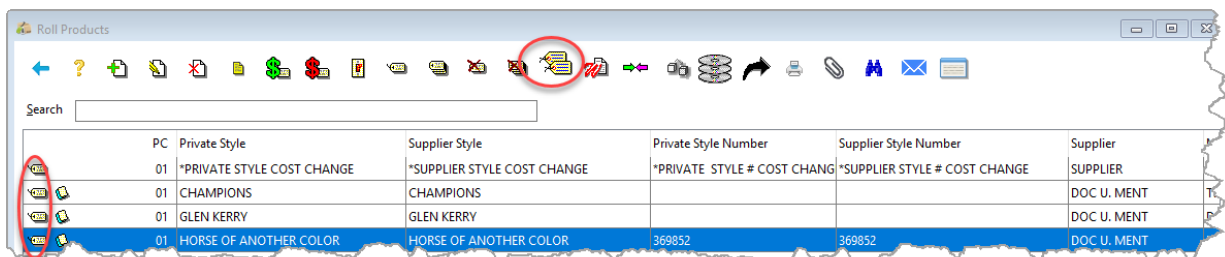 Roll Products
Search
PC Private Style Supplier Style Private Style Number Supplier Style Number Supplier
01 *PRIVATE STYLE COST CHANGE *SUPPLIER STYLE COST CHANGE *PRIVATE STYLE # COST CHANG *SUPPLIER STYLE # COST CHANGE SUPPLIER
01 CHAMPIONS CHAMPIONS DOC U. MENT
01 GLEN KERRY GLEN KERRY DOC U. MENT
01 HORSE OF ANOTHER COLOR HORSE OF ANOTHER COLOR 369852 369852 DOC U. MENT